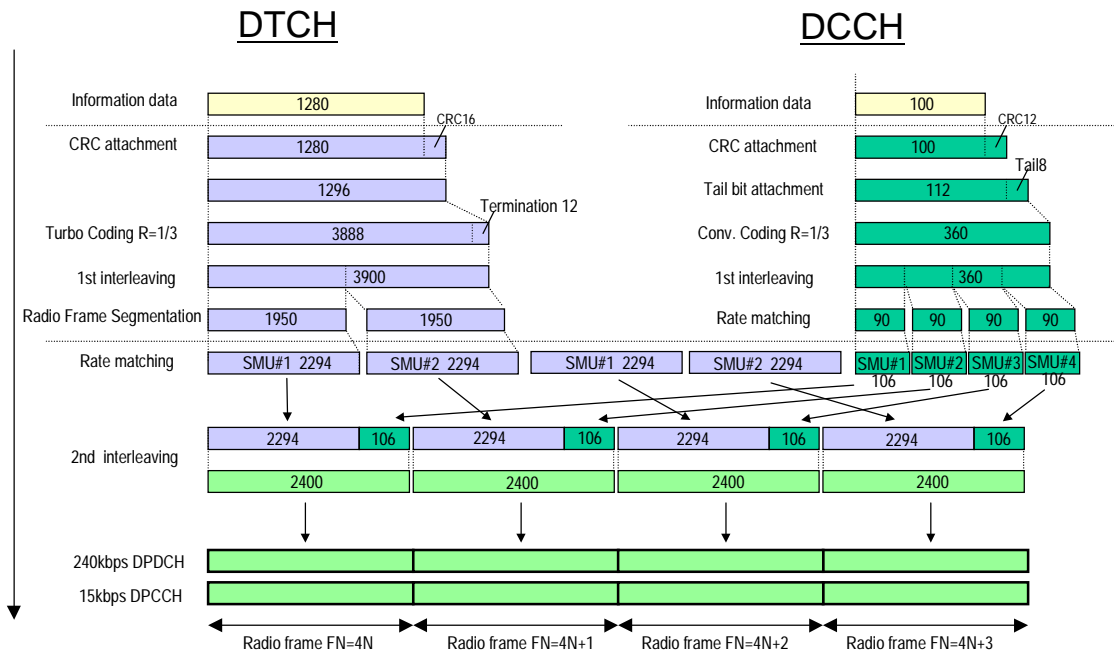 DTCH DCCH
Information data 1280 Information data 100
CRC16 CRC12
CRC attachment 1280 CRC attachment 100
Tail8
1296 Tail bit attachment 112
Termination 12
Turbo Coding R=1/3 3888 Conv. Coding R=1/3 360
1st interleaving 3900 1st interleaving 360
Radio Frame Segmentation 1950 1950 Rate matching 90 90 90 90
Rate matching SMU#1 2294 SMU#2 2294 SMU#1 2294 SMU#2 2294 SMU#1 SMU#2 SMU#3 SMU#4
106 106 106 106
2294 106 2294 106 2294 106 2294 106
2nd interleaving
2400 2400 2400 2400
240kbps DPDCH
15kbps DPCCH
Radio frame FN=4N Radio frame FN=4N+1 Radio frame FN=4N+2 Radio frame FN=4N+3